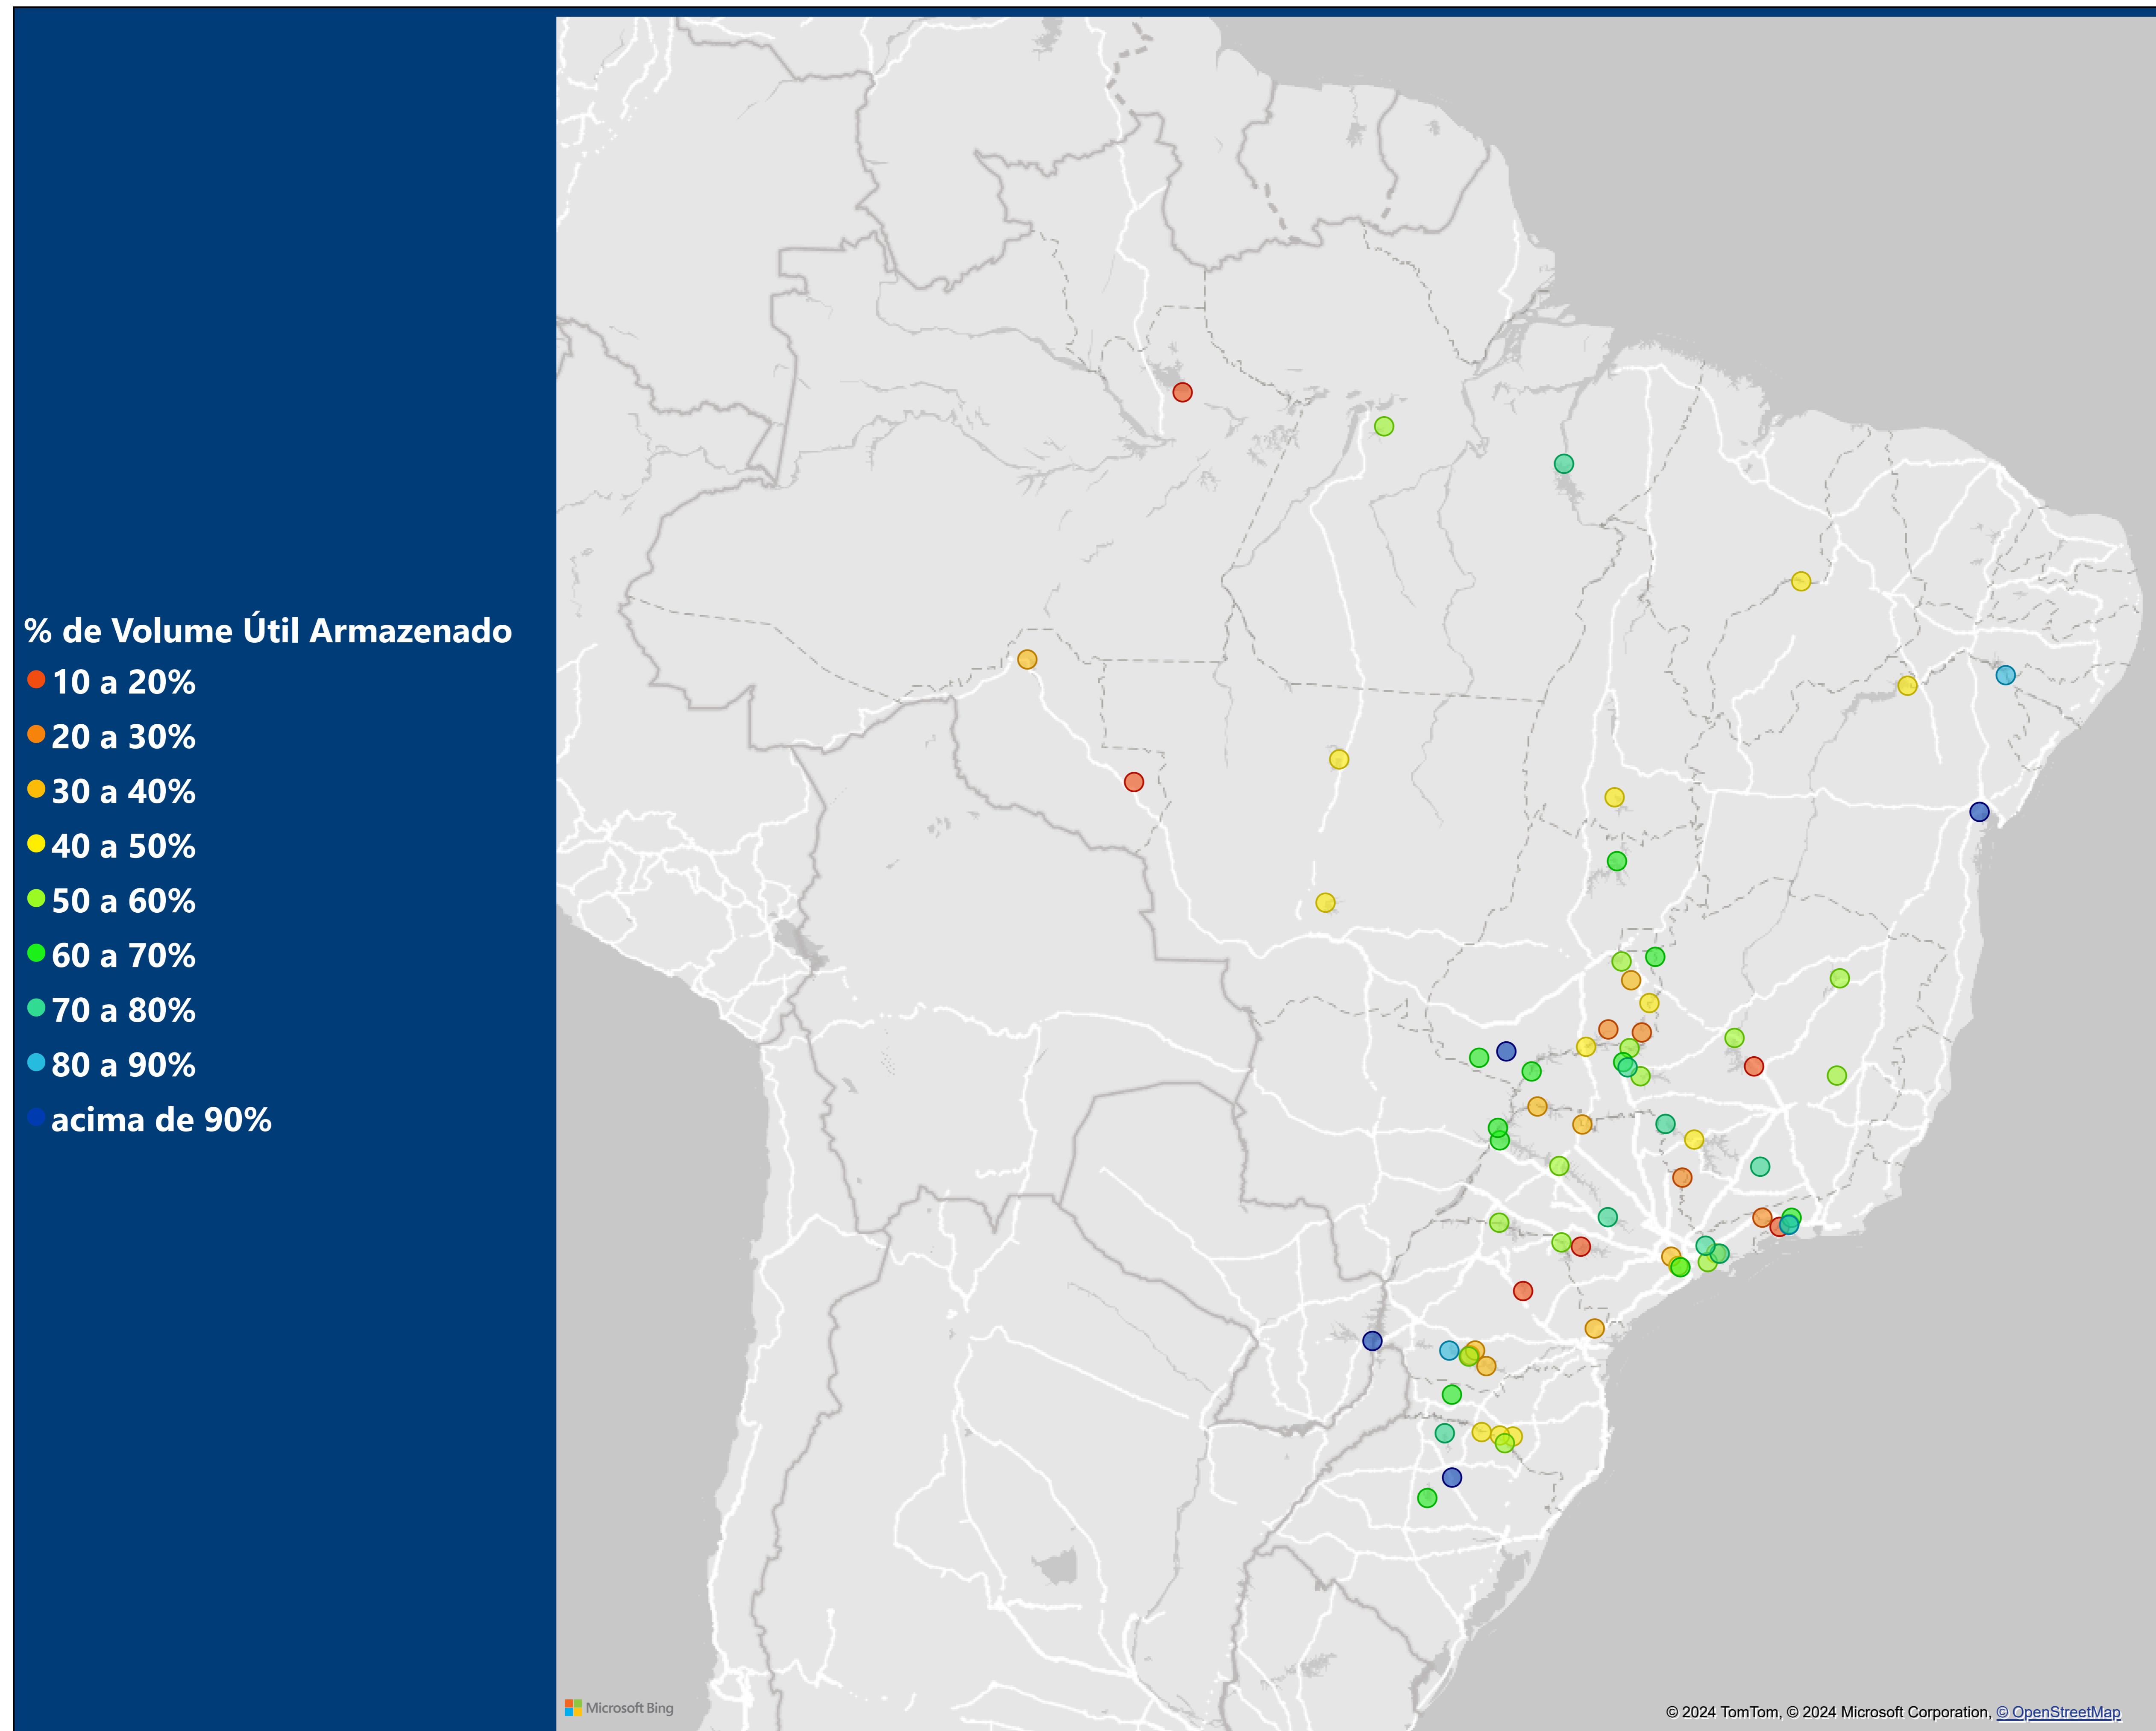 % de Volume Útil Armazenado
10 a 20%
20 a 30%
30 a 40%
40 a 50%
50 a 60%
60 a 70%
70 a 80%
80 a 90%
acima de 90%
Microsoft Bing
© 2024 TomTom, © 2024 Microsoft Corporation, © OpenStreetMap